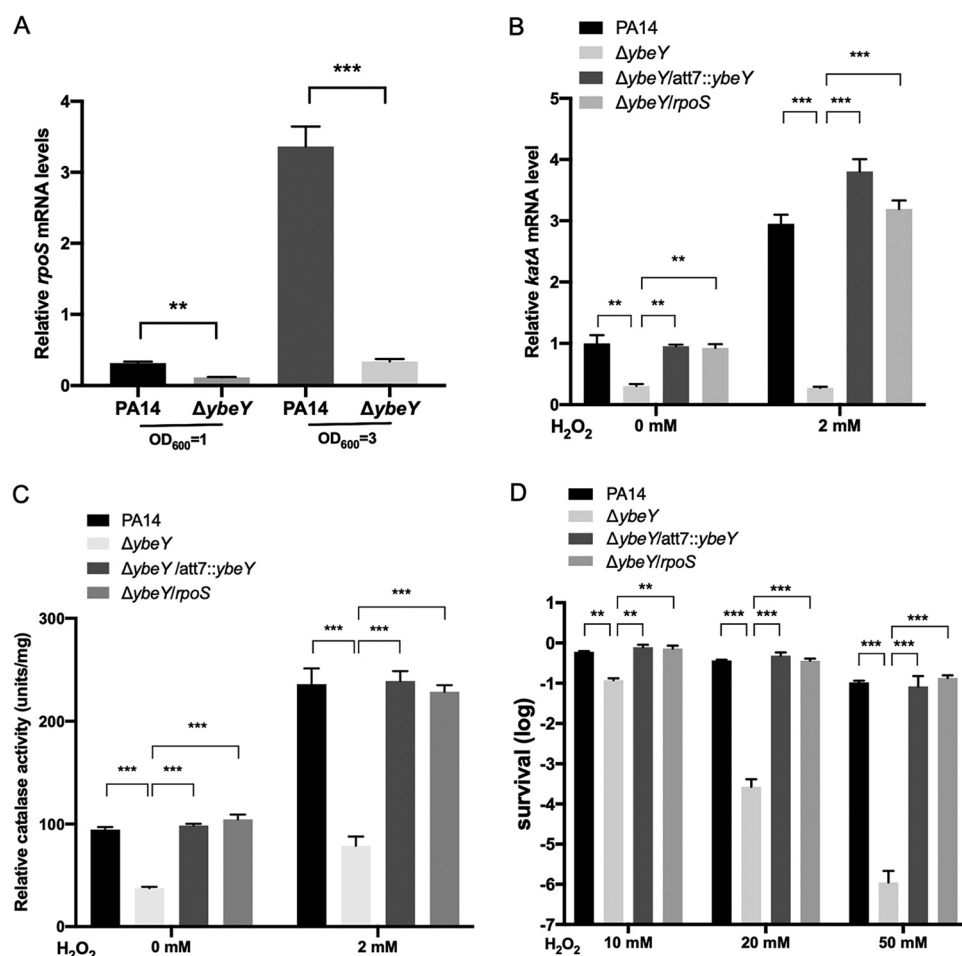 A
Relative rpoS mRNA levels
4
3
2
1
0
**
***
PA14
ΔybeY
PA14
ΔybeY
OD600=1
OD600=3
B
PA14
ΔybeY
ΔybeY/att7::ybeY
ΔybeY/rpoS
Relative katA mRNA level
5
4
3
2
1
0
**
**
**
***
***
***
H2O2
0 mM
2 mM
C
PA14
ΔybeY
ΔybeY /att7::ybeY
ΔybeY/rpoS
Relative catalase activity (units/mg)
300
200
100
0
***
***
***
***
***
***
H2O2
0 mM
2 mM
D
PA14
ΔybeY
ΔybeY/att7::ybeY
ΔybeY/rpoS
survival (log)
-1
-0
-1
-2
-3
-4
-5
-6
-7
**
**
**
***
***
***
***
***
***
H2O2
10 mM
20 mM
50 mM